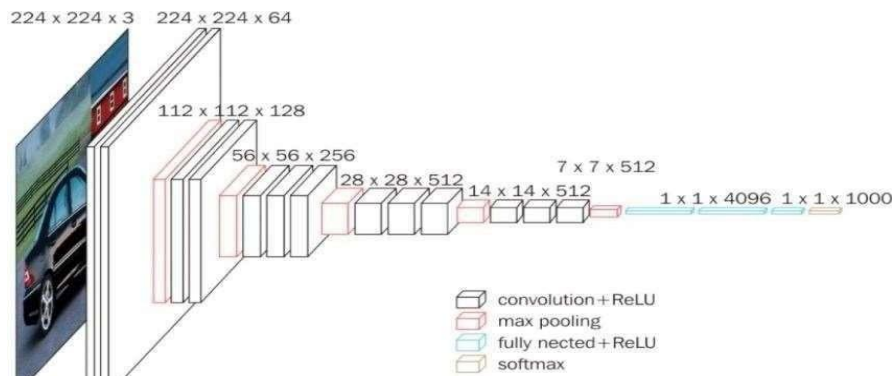 224 x 224 x 3
224 x 224 x 64
112 x 112 x 128
56 x 56 x 256
28 x 28 x 512
14 x 14 x 512
7 x 7 x 512
1 x 1 x 4096
1 x 1 x 1000
convolution+ReLU
max pooling
fully nected+ReLU
softmax